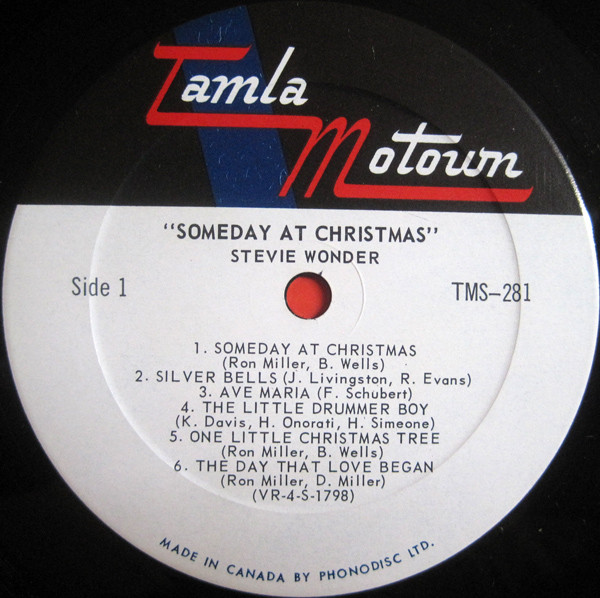 Tamla
Motown
"SOMEDAY AT CHRISTMAS"
STEVIE WONDER
Side 1
TMS-281
1. SOMEDAY AT CHRISTMAS
(Ron Miller, B. Wells)
2. SILVER BELLS (J. Livingston, R. Evans)
3. AVE MARIA (F. Schubert)
4. THE LITTLE DRUMMER BOY
(K. Davis, H. Onorati, H. Simeone)
5. ONE LITTLE CHRISTMAS TREE
(Ron Miller, B. Wells)
6. THE DAY THAT LOVE BEGAN
(Ron Miller, D. Miller)
(VR-4-S-1798)
MADE IN CANADA BY PHONODISC LTD.